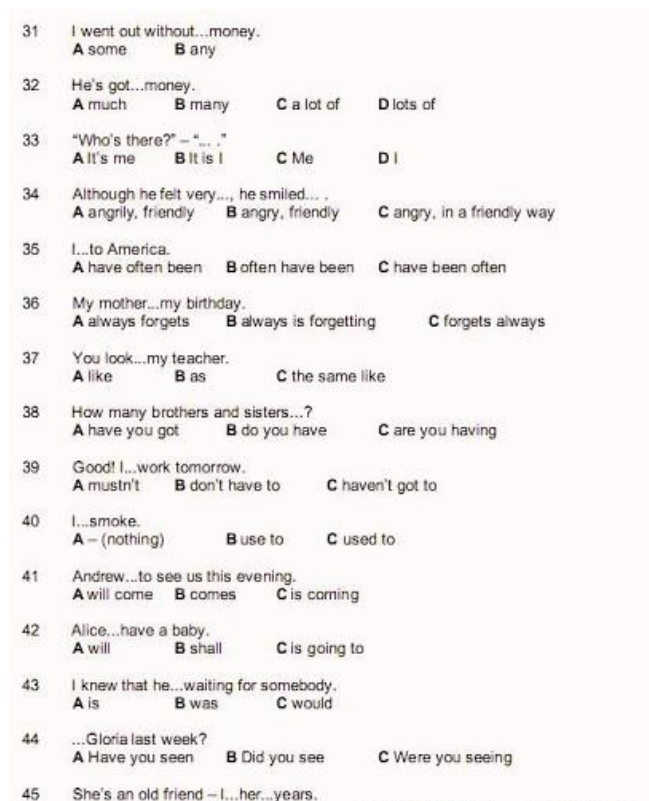 31 I went out without...money.
A some B any
32 He's got...money.
A much B many C a lot of D lots of
33 "Who's there?" – "... ."
A It's me B It is I C Me D I
34 Although he felt very..., he smiled... .
A angrily, friendly B angry, friendly C angry, in a friendly way
35 I...to America.
A have often been B often have been C have been often
36 My mother...my birthday.
A always forgets B always is forgetting C forgets always
37 You look...my teacher.
A like B as C the same like
38 How many brothers and sisters...?
A have you got B do you have C are you having
39 Good! I...work tomorrow.
A mustn't B don't have to C haven't got to
40 I...smoke.
A – (nothing) B use to C used to
41 Andrew...to see us this evening.
A will come B comes C is coming
42 Alice...have a baby.
A will B shall C is going to
43 I knew that he...waiting for somebody.
A is B was C would
44 ...Gloria last week?
A Have you seen B Did you see C Were you seeing
45 She's an old friend – I...her...years.